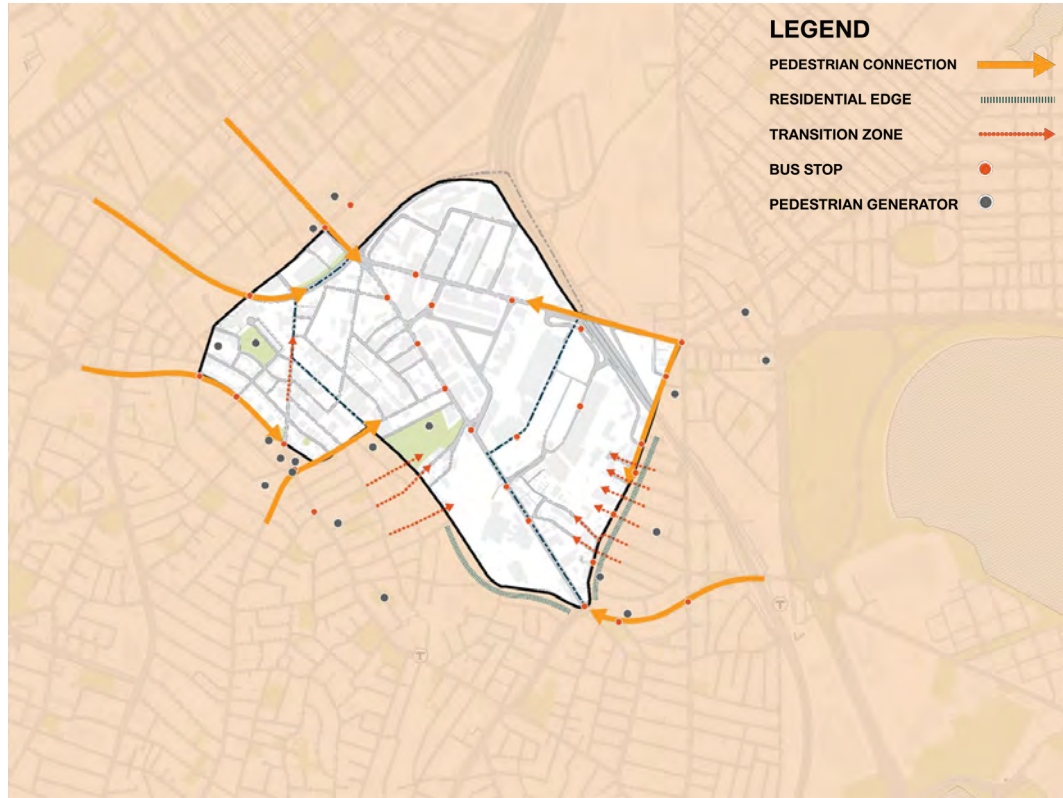 LEGEND
PEDESTRIAN CONNECTION
RESIDENTIAL EDGE
TRANSITION ZONE
BUS STOP
PEDESTRIAN GENERATOR
T
T